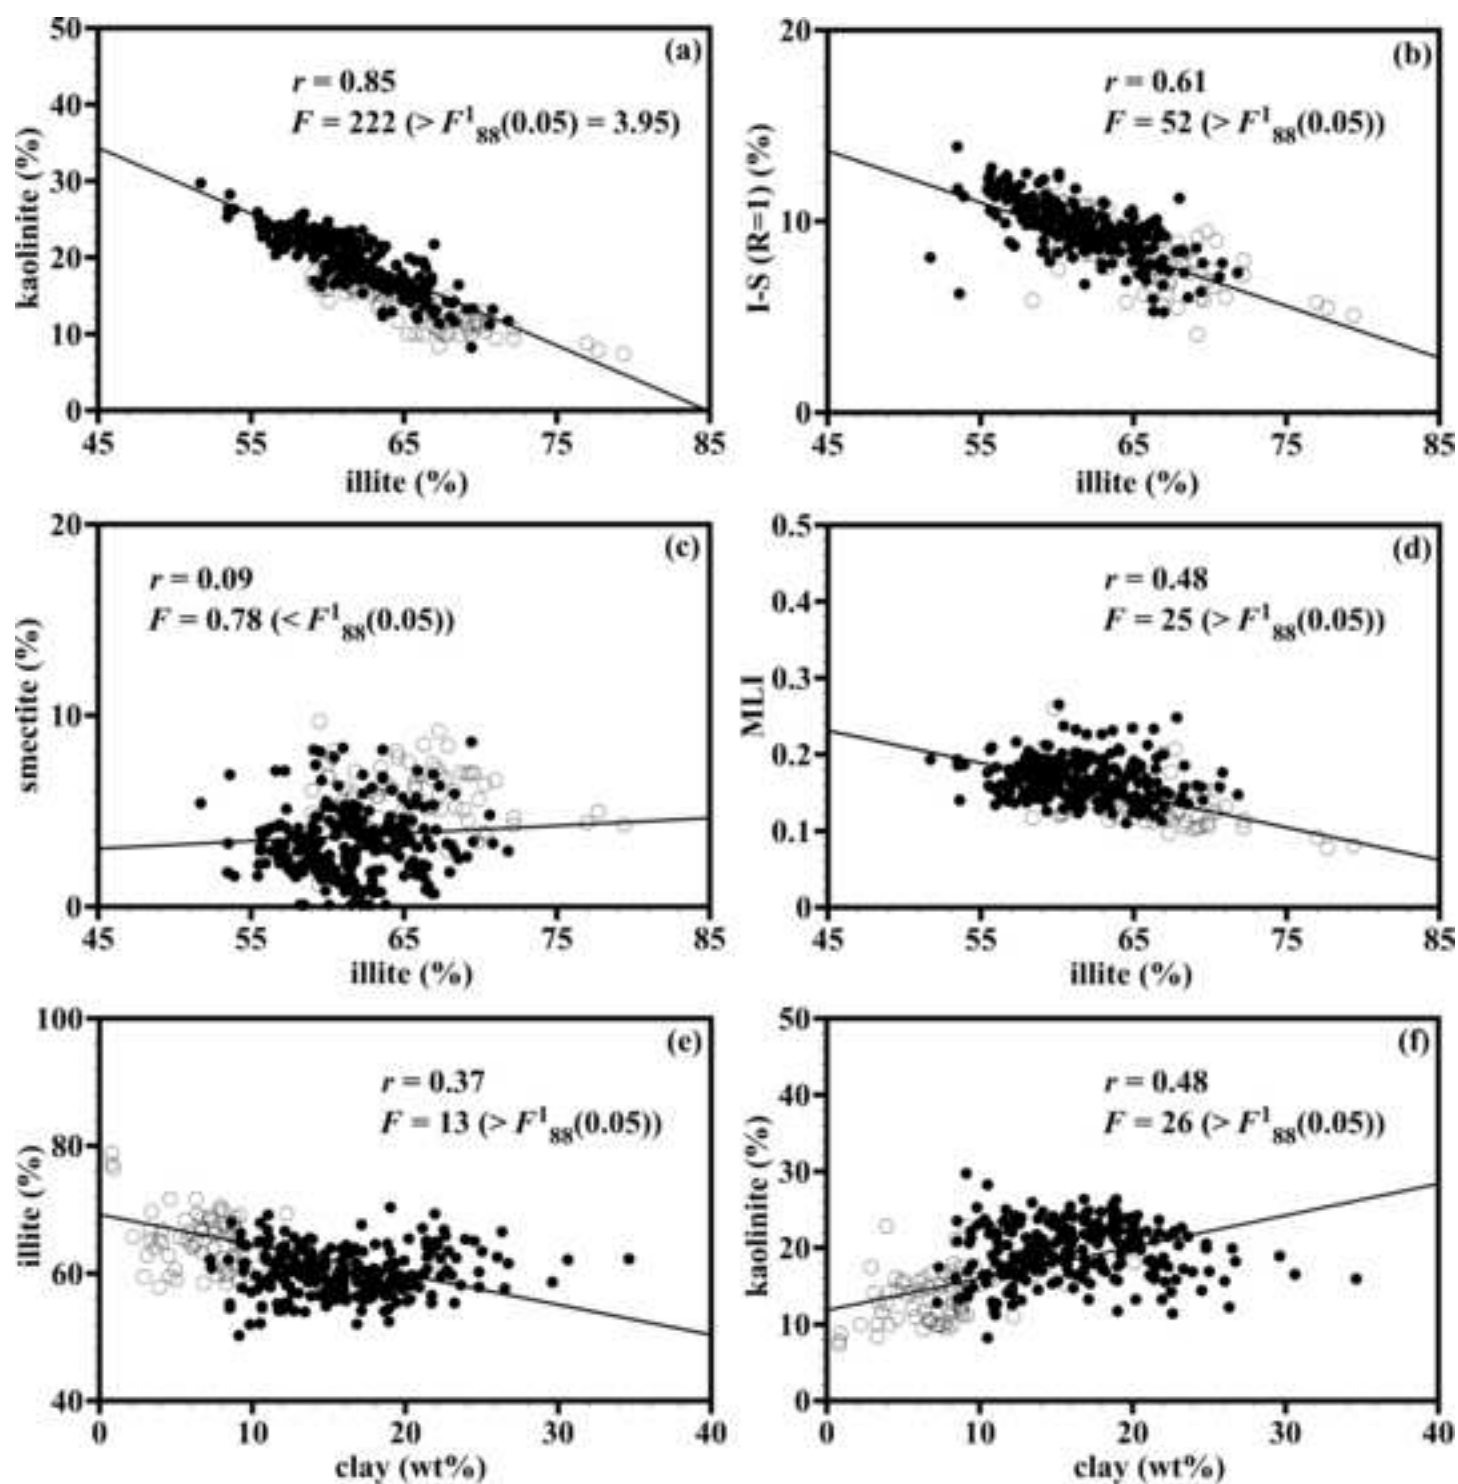 (a)
r = 0.85
F = 222 (> F¹₈₈(0.05) = 3.95)
kaolinite (%)
50
40
30
20
10
0
45 55 65 75 85
illite (%)
(b)
r = 0.61
F = 52 (> F¹₈₈(0.05))
I-S (R=1) (%)
20
10
0
45 55 65 75 85
illite (%)
(c)
r = 0.09
F = 0.78 (< F¹₈₈(0.05))
smectite (%)
20
10
0
45 55 65 75 85
illite (%)
(d)
r = 0.48
F = 25 (> F¹₈₈(0.05))
MLI
0.5
0.4
0.3
0.2
0.1
0
45 55 65 75 85
illite (%)
(e)
r = 0.37
F = 13 (> F¹₈₈(0.05))
illite (%)
100
80
60
40
0 10 20 30 40
clay (wt%)
(f)
r = 0.48
F = 26 (> F¹₈₈(0.05))
kaolinite (%)
50
40
30
20
10
0
0 10 20 30 40
clay (wt%)